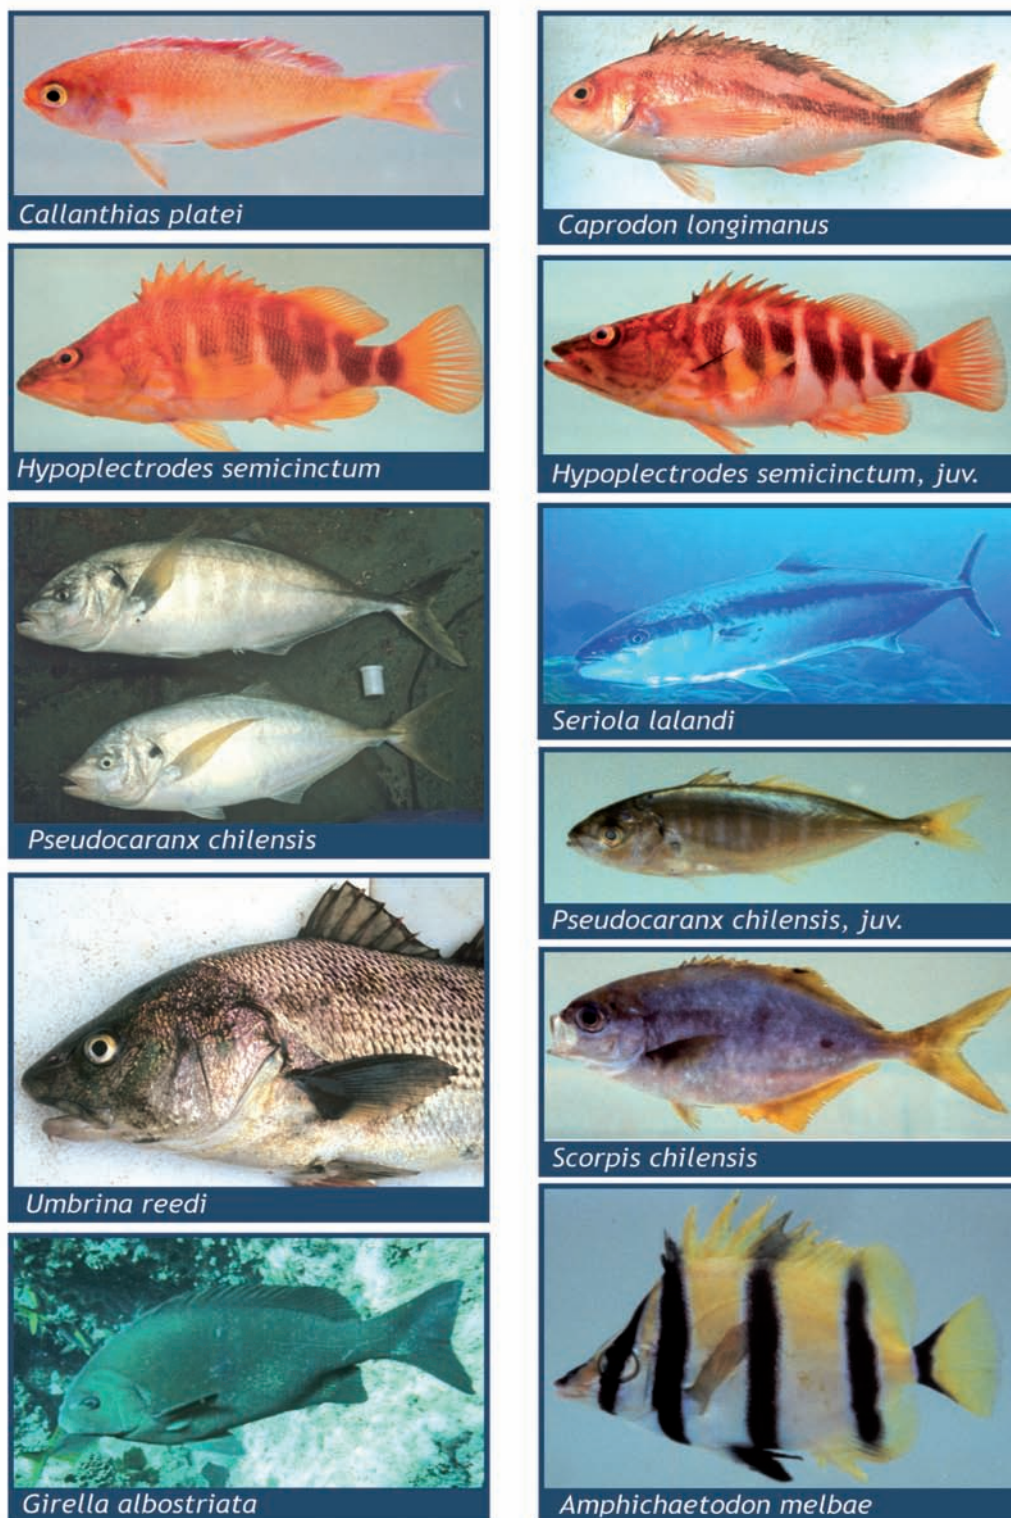 Callanthias platei
Caprodon longimanus
Hypoplectrodes semicinctum
Hypoplectrodes semicinctum, juv.
Pseudocaranx chilensis
Seriola lalandi
Pseudocaranx chilensis, juv.
Umbrina reedi
Scorpis chilensis
Girella albostriata
Amphichaetodon melbae